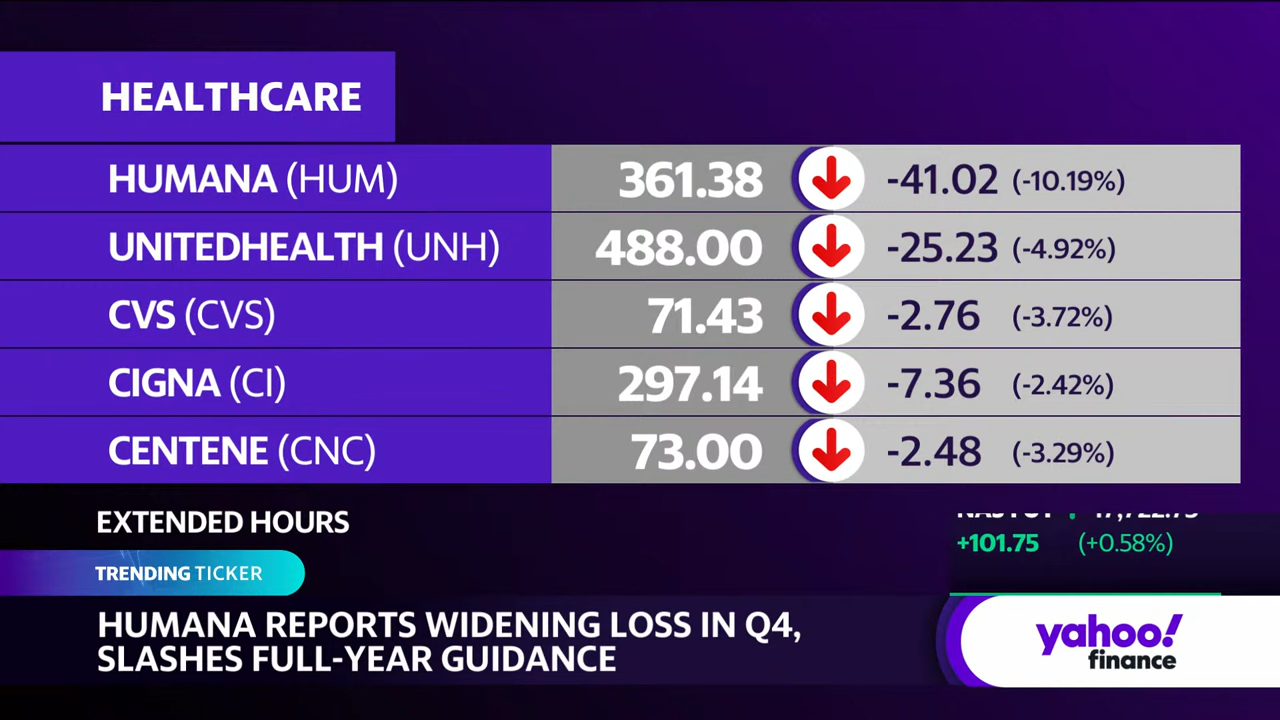 HEALTHCARE
HUMANA (HUM) 361.38 -41.02 (-10.19%)
UNITEDHEALTH (UNH) 488.00 -25.23 (-4.92%)
CVS (CVS) 71.43 -2.76 (-3.72%)
CIGNA (CI) 297.14 -7.36 (-2.42%)
CENTENE (CNC) 73.00 -2.48 (-3.29%)
EXTENDED HOURS
+101.75 (+0.58%)
TRENDING TICKER
HUMANA REPORTS WIDENING LOSS IN Q4,
SLASHES FULL-YEAR GUIDANCE
yahoo!
finance